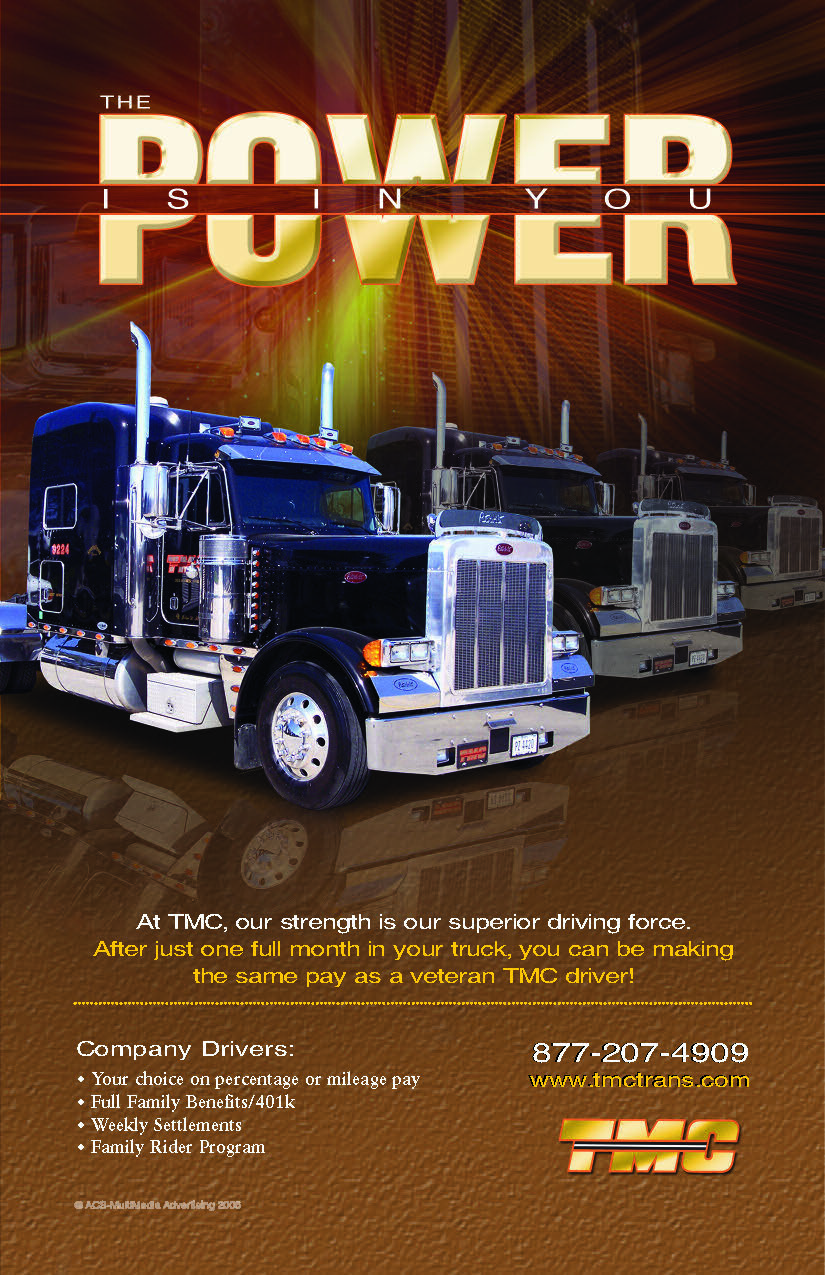 THE
POWER
IS IN YOU
9224
PZ 4420
At TMC, our strength is our superior driving force.
After just one full month in your truck, you can be making
the same pay as a veteran TMC driver!
Company Drivers:
• Your choice on percentage or mileage pay
• Full Family Benefits/401k
• Weekly Settlements
• Family Rider Program
877-207-4909
www.tmctrans.com
TMC
© ACS-MultiMedia Advertising 2005